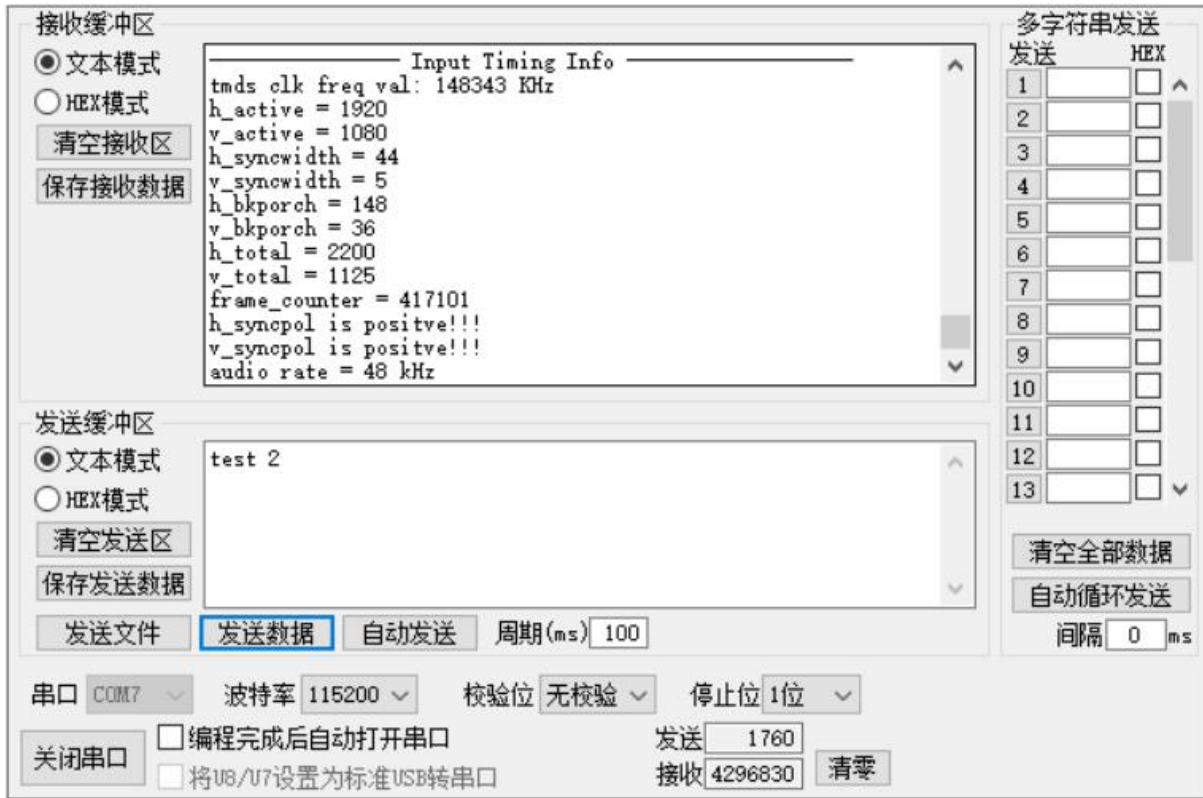 接收缓冲区
文本模式
HEX模式
清空接收区
保存接收数据
Input Timing Info
tmds clk freq val: 148343 KHz
h_active = 1920
v_active = 1080
h_syncwidth = 44
v_syncwidth = 5
h_bkporch = 148
v_bkporch = 36
h_total = 2200
v_total = 1125
frame_counter = 417101
h_syncpol is positve!!!
v_syncpol is positve!!!
audio rate = 48 kHz
多字符串发送
发送 HEX
1
2
3
4
5
6
7
8
9
10
11
12
13
清空全部数据
自动循环发送
间隔 0 ms
发送缓冲区
文本模式
HEX模式
清空发送区
保存发送数据
test 2
发送文件 发送数据 自动发送 周期(ms) 100
串口 COM7 波特率 115200 校验位 无校验 停止位 1位
关闭串口
编程完成后自动打开串口
将U8/U7设置为标准USB转串口
发送 1760
接收 4296830
清零